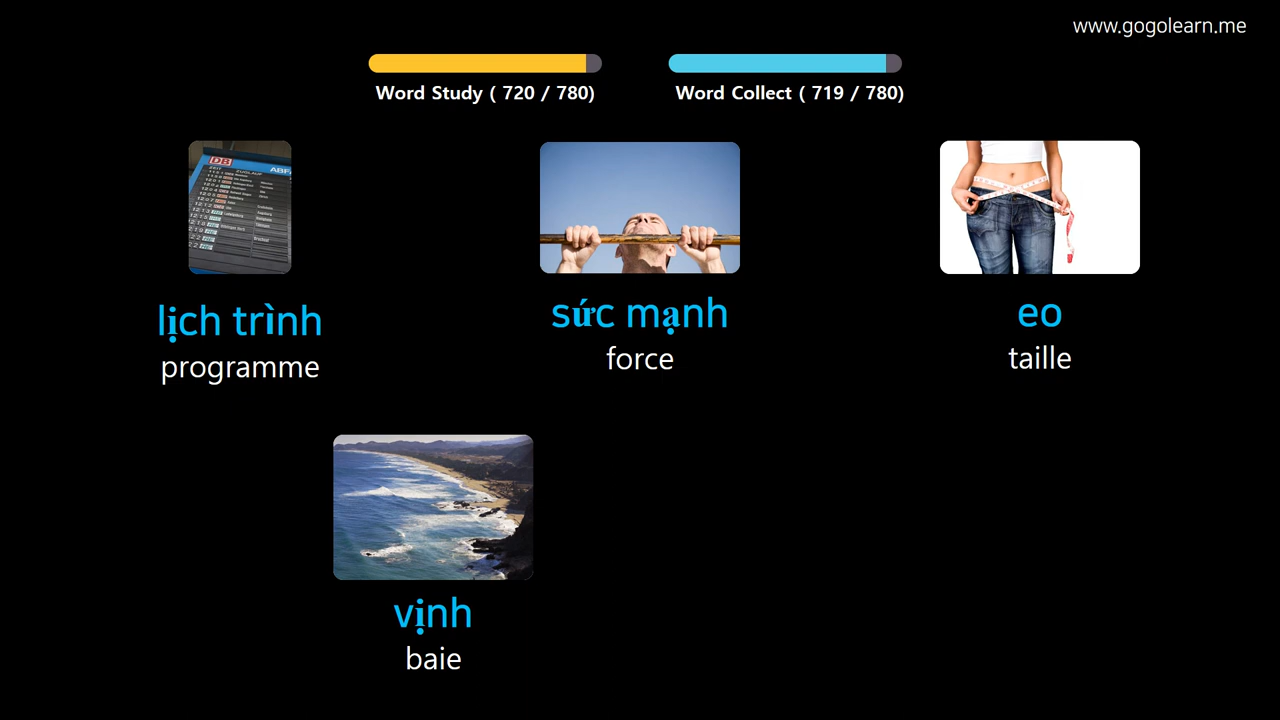 www.gogolearn.me
Word Study ( 720 / 780)
Word Collect ( 719 / 780)
DB
lịch trình
programme
sức mạnh
force
eo
taille
vịnh
baie